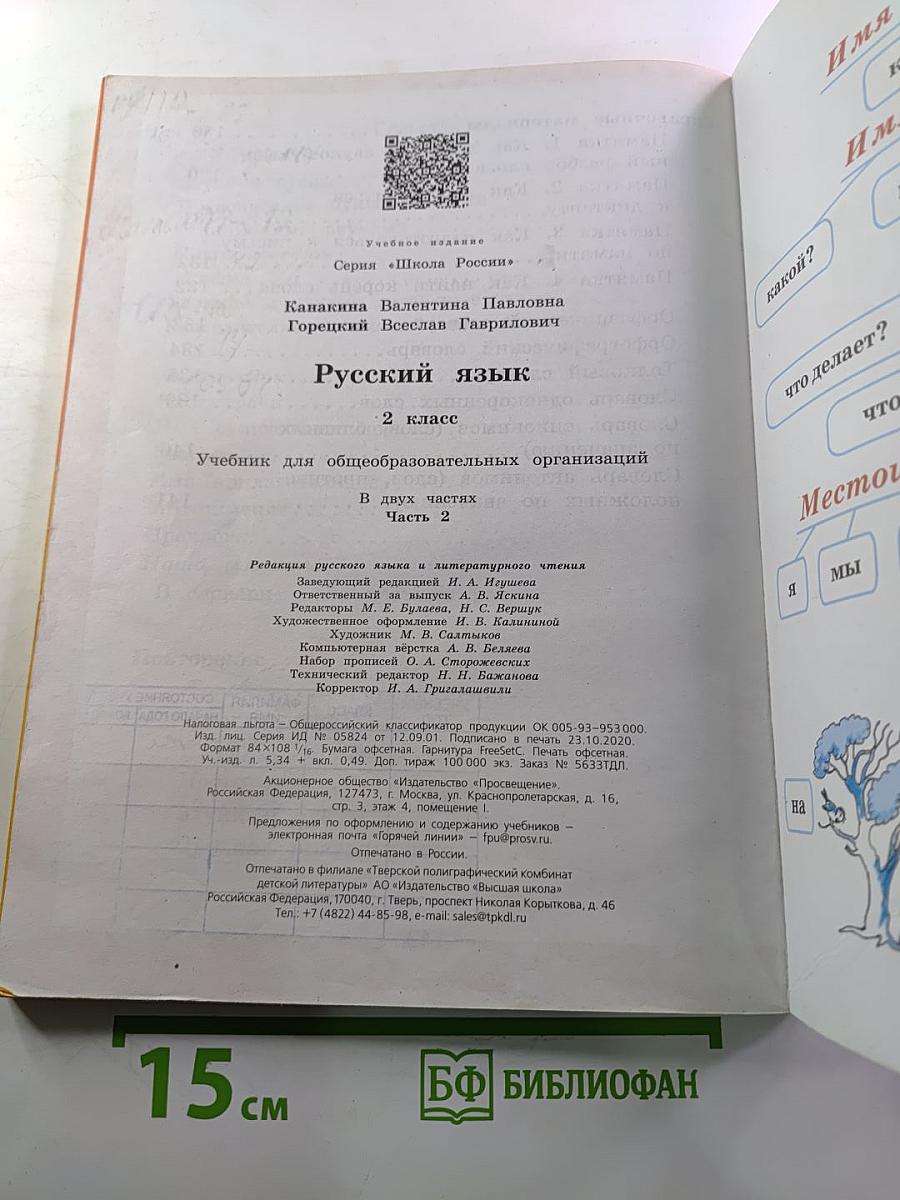 Учебное издание
Серия «Школа России»
Канакина Валентина Павловна
Горецкий Всеслав Гаврилович
Русский язык
2 класс
Учебник для общеобразовательных организаций
В двух частях
Часть 2
Редакция русского языка и литературного чтения
Заведующий редакцией И. А. Игушева
Ответственный за выпуск А. В. Яскина
Редакторы М. Е. Булаева, Н. С. Вершук
Художественное оформление И. В. Калининой
Художник М. В. Салтыков
Компьютерная вёрстка А. В. Беляева
Набор прописей О. А. Сторожевских
Технический редактор Н. Н. Бажанова
Корректор И. А. Григалашвили
Налоговая льгота – Общероссийский классификатор продукции ОК 005-93–953000.
Изд. лиц. Серия ИД № 05824 от 12.09.01. Подписано в печать 23.10.2020.
Формат 84×108 1/16. Бумага офсетная. Гарнитура FreeSetC. Печать офсетная.
Уч.-изд. л. 5,34 + вкл. 0,49. Доп. тираж 100 000 экз. Заказ № 5633ТДЛ.
Акционерное общество «Издательство «Просвещение».
Российская Федерация, 127473, г. Москва, ул. Краснопролетарская, д. 16,
стр. 3, этаж 4, помещение I.
Предложения по оформлению и содержанию учебников –
электронная почта «Горячей линии» – fpu@prosv.ru.
Отпечатано в России.
Отпечатано в филиале «Тверской полиграфический комбинат
детской литературы» АО «Издательство «Высшая школа»
Российская Федерация, 170040, г. Тверь, проспект Николая Корыткова, д. 46
Тел.: +7 (4822) 44-85-98, e-mail: sales@tpkdl.ru
Имя
какой?
что делает?
что
я
мы
на
15 см
БФ БИБЛИОФАН